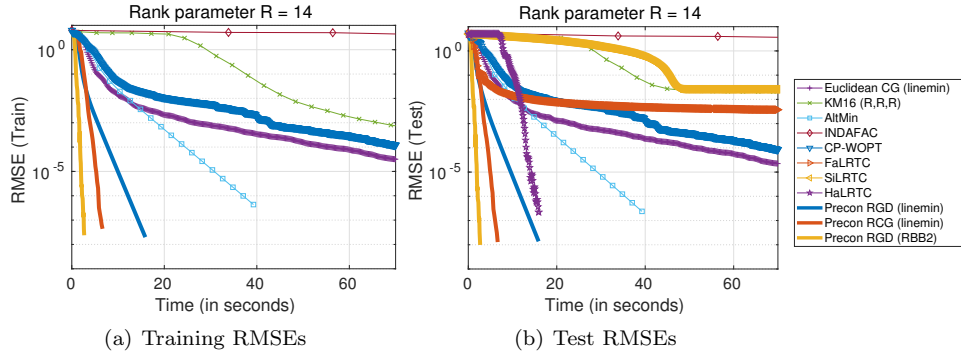 Rank parameter R = 14
RMSE (Train)
10^0
10^-5
0
20
40
60
Time (in seconds)
(a) Training RMSEs
Rank parameter R = 14
RMSE (Test)
10^0
10^-5
0
20
40
60
Time (in seconds)
(b) Test RMSEs
Euclidean CG (linemin)
KM16 (R,R,R)
AltMin
INDAFAC
CP-WOPT
FaLRTC
SiLRTC
HaLRTC
Precon RGD (linemin)
Precon RCG (linemin)
Precon RGD (RBB2)